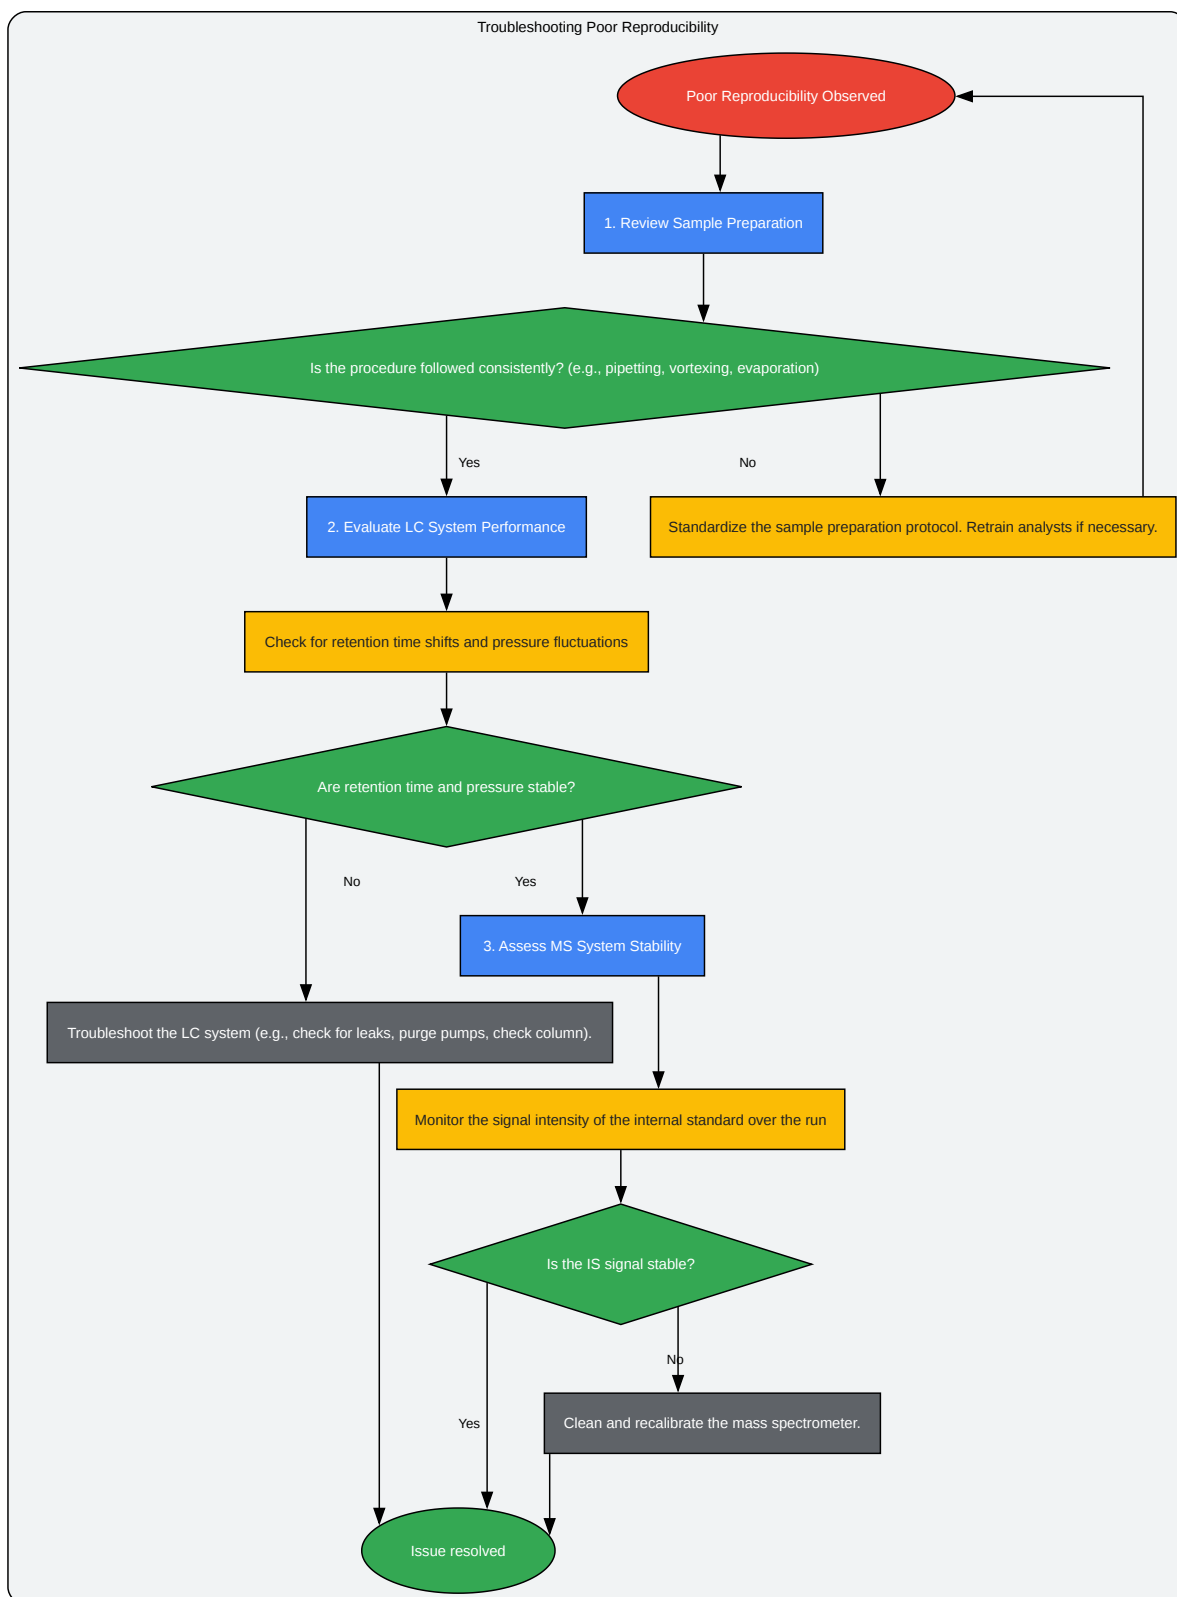 Troubleshooting Poor Reproducibility
Poor Reproducibility Observed
1. Review Sample Preparation
Is the procedure followed consistently? (e.g., pipetting, vortexing, evaporation)
Yes
No
2. Evaluate LC System Performance
Standardize the sample preparation protocol. Retrain analysts if necessary.
Check for retention time shifts and pressure fluctuations
Are retention time and pressure stable?
No
Yes
3. Assess MS System Stability
Troubleshoot the LC system (e.g., check for leaks, purge pumps, check column).
Monitor the signal intensity of the internal standard over the run
Is the IS signal stable?
No
Yes
Clean and recalibrate the mass spectrometer.
Issue resolved